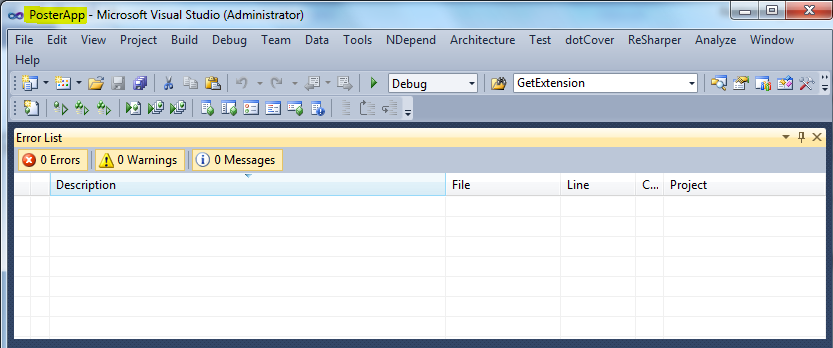 PosterApp - Microsoft Visual Studio (Administrator)
File Edit View Project Build Debug Team Data Tools NDepend Architecture Test dotCover ReSharper Analyze Window
Help
Debug GetExtension
Error List
0 Errors 0 Warnings 0 Messages
Description File Line C... Project